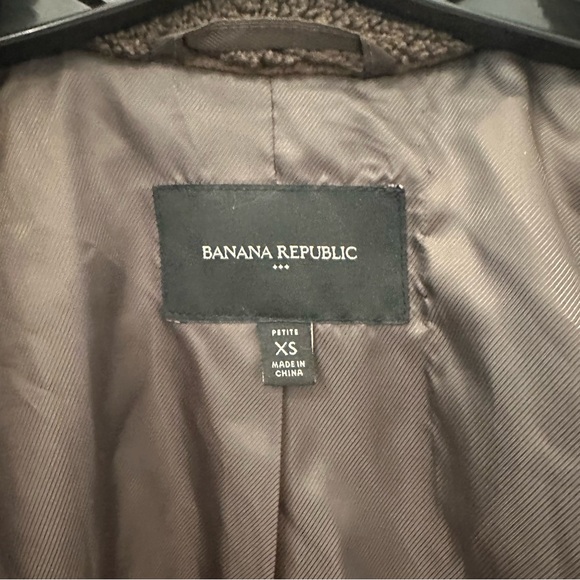 BANANA REPUBLIC
PETITE
XS
MADE IN
CHINA